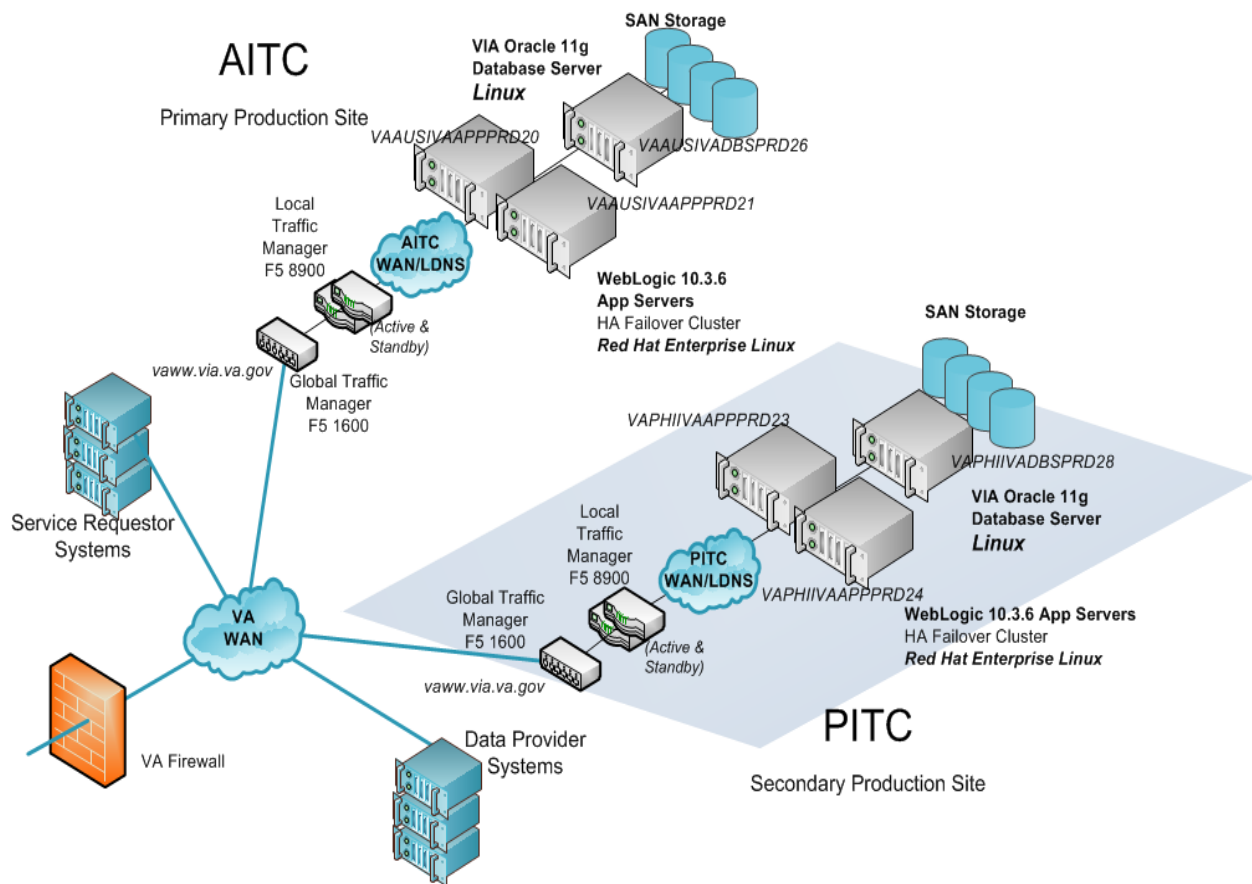 SAN Storage
AITC
Primary Production Site
VIA Oracle 11g
Database Server
Linux
VAAUSIVAAPPPRD20
VAAUSIVADBSPRD26
VAAUSIVAAPPPRD21
Local
Traffic
Manager
F5 8900
AITC
WAN/LDNS
(Active &
Standby)
WebLogic 10.3.6
App Servers
HA Failover Cluster
Red Hat Enterprise Linux
vaww.via.va.gov
Global Traffic
Manager
F5 1600
SAN Storage
VAPHIIVAAPPPRD23
VAPHIIVADBSPRD28
VIA Oracle 11g
Database Server
Linux
Service Requestor
Systems
Local
Traffic
Manager
F5 8900
PITC
WAN/LDNS
VAPHIIVAAPPPRD24
WebLogic 10.3.6 App Servers
HA Failover Cluster
Red Hat Enterprise Linux
Global Traffic
Manager
F5 1600
(Active &
Standby)
vaww.via.va.gov
VA
WAN
PITC
Secondary Production Site
VA Firewall
Data Provider
Systems